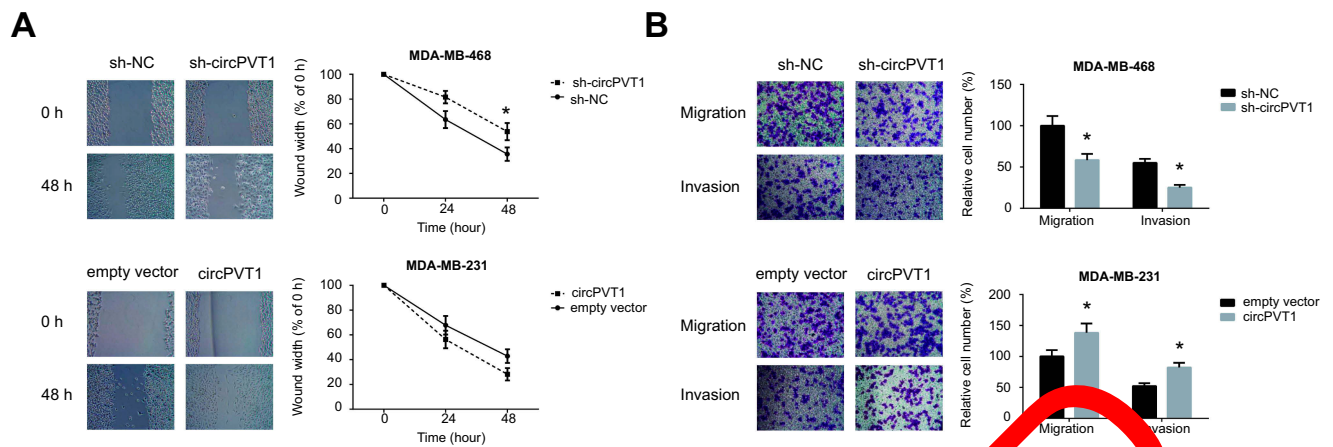 A
sh-NC sh-circPVT1
0 h
48 h
MDA-MB-468
Wound width (% of 0 h)
100
80
60
40
20
0
100
0 24 48
Time (hour)
*
sh-circPVT1
sh-NC
empty vector circPVT1
0 h
48 h
MDA-MB-231
Wound width (% of 0 h)
100
80
60
40
20
0
100
0 24 48
Time (hour)
circPVT1
empty vector
B
sh-NC sh-circPVT1
Migration
Invasion
MDA-MB-468
Relative cell number (%)
150
100
50
0
* *
Migration Invasion
sh-NC
sh-circPVT1
empty vector circPVT1
Migration
Invasion
MDA-MB-231
Relative cell number (%)
200
150
100
50
0
* *
Migration Invasion
empty vector
circPVT1